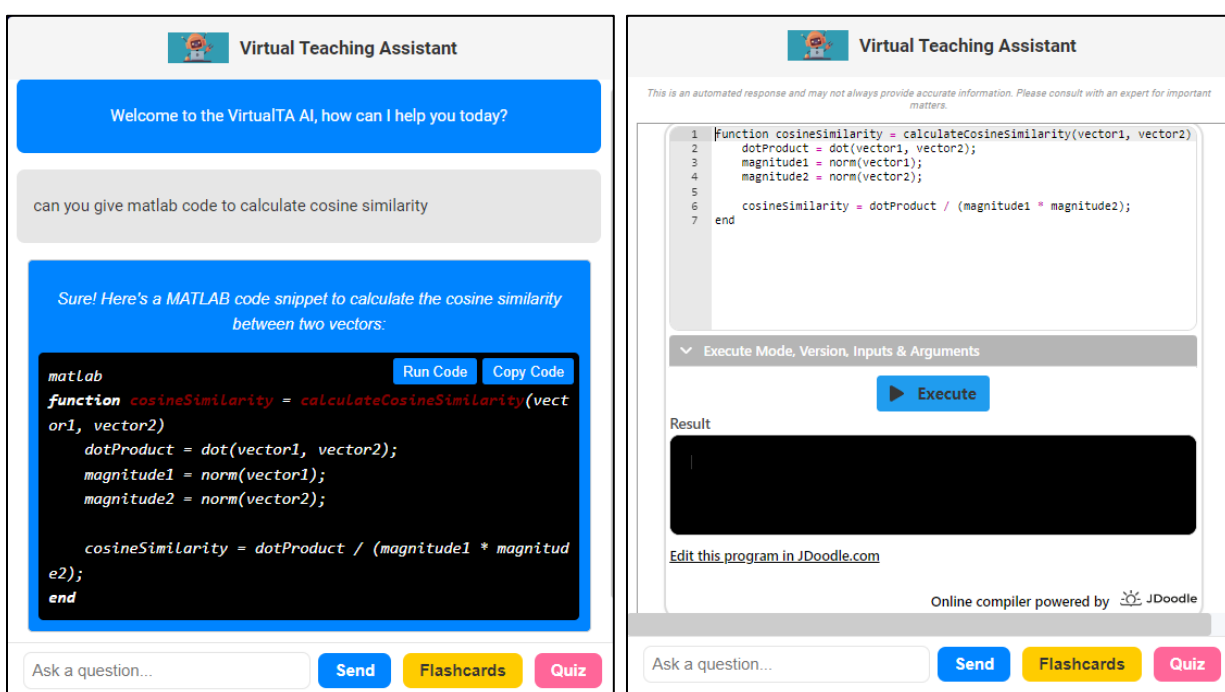 Virtual Teaching Assistant
Welcome to the VirtualTA AI, how can I help you today?
can you give matlab code to calculate cosine similarity
Sure! Here's a MATLAB code snippet to calculate the cosine similarity
between two vectors:
Run Code Copy Code
matlab
function cosineSimilarity = calculateCosineSimilarity(vect
or1, vector2)
    dotProduct = dot(vector1, vector2);
    magnitude1 = norm(vector1);
    magnitude2 = norm(vector2);
    cosineSimilarity = dotProduct / (magnitude1 * magnitud
e2);
end
Ask a question...
Send
Flashcards
Quiz
Virtual Teaching Assistant
This is an automated response and may not always provide accurate information. Please consult with an expert for important
matters.
1 function cosineSimilarity = calculateCosineSimilarity(vector1, vector2)
2     dotProduct = dot(vector1, vector2);
3     magnitude1 = norm(vector1);
4     magnitude2 = norm(vector2);
5
6     cosineSimilarity = dotProduct / (magnitude1 * magnitude2);
7 end
Execute Mode, Version, Inputs & Arguments
Execute
Result
Edit this program in JDoodle.com
Online compiler powered by JDoodle
Ask a question...
Send
Flashcards
Quiz